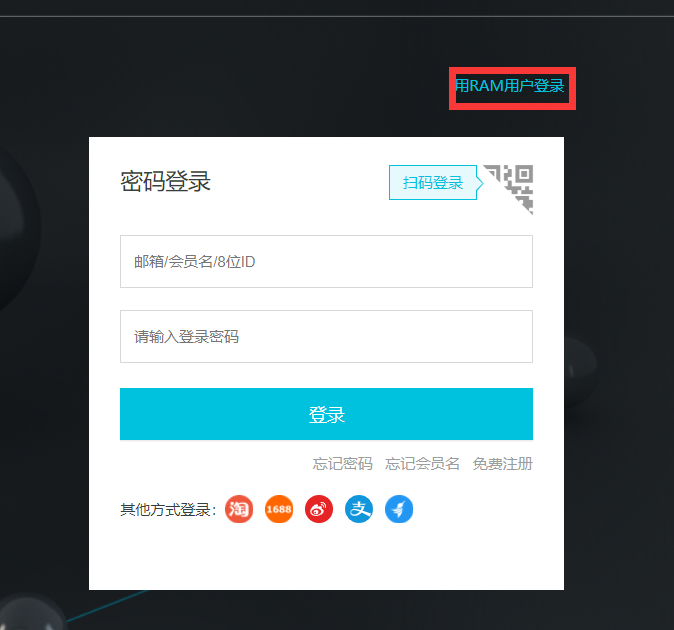 用RAM用户登录
密码登录
扫码登录
邮箱/会员名/8位ID
请输入登录密码
登录
忘记密码 忘记会员名 免费注册
其他方式登录: 淘 1688 支